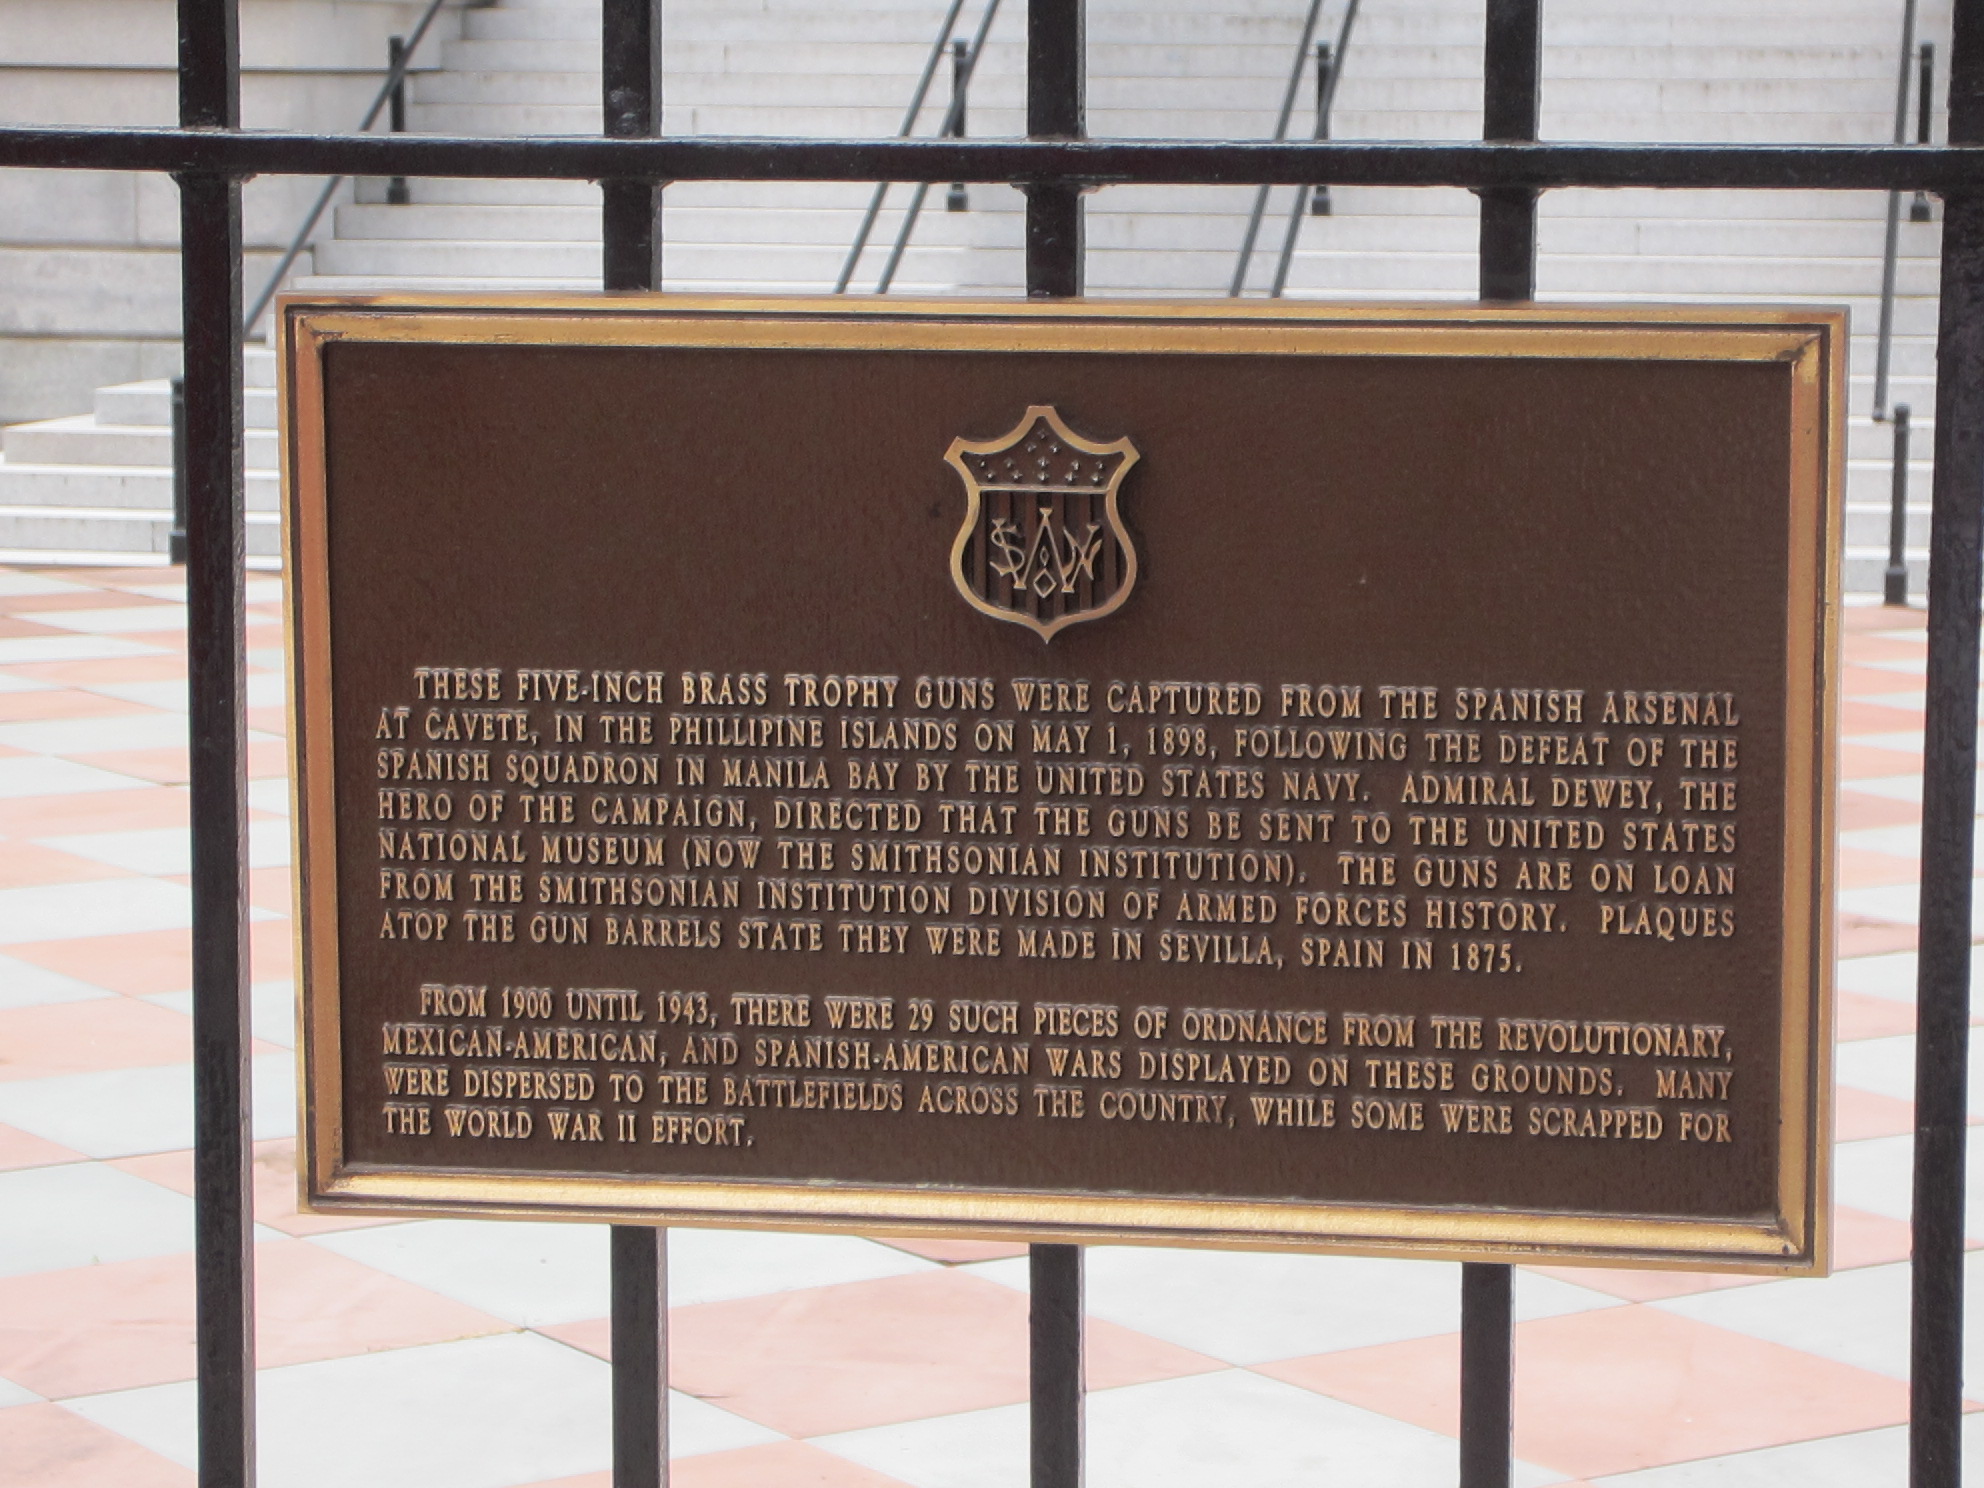 SAW
THESE FIVE-INCH BRASS TROPHY GUNS WERE CAPTURED FROM THE SPANISH ARSENAL
AT CAVETE, IN THE PHILLIPINE ISLANDS ON MAY 1, 1898, FOLLOWING THE DEFEAT OF THE
SPANISH SQUADRON IN MANILA BAY BY THE UNITED STATES NAVY. ADMIRAL DEWEY, THE
HERO OF THE CAMPAIGN, DIRECTED THAT THE GUNS BE SENT TO THE UNITED STATES
NATIONAL MUSEUM (NOW THE SMITHSONIAN INSTITUTION). THE GUNS ARE ON LOAN
FROM THE SMITHSONIAN INSTITUTION DIVISION OF ARMED FORCES HISTORY. PLAQUES
ATOP THE GUN BARRELS STATE THEY WERE MADE IN SEVILLA, SPAIN IN 1875.
FROM 1900 UNTIL 1943, THERE WERE 29 SUCH PIECES OF ORDNANCE FROM THE REVOLUTIONARY,
MEXICAN-AMERICAN, AND SPANISH-AMERICAN WARS DISPLAYED ON THESE GROUNDS. MANY
WERE DISPERSED TO THE BATTLEFIELDS ACROSS THE COUNTRY, WHILE SOME WERE SCRAPPED FOR
THE WORLD WAR II EFFORT.